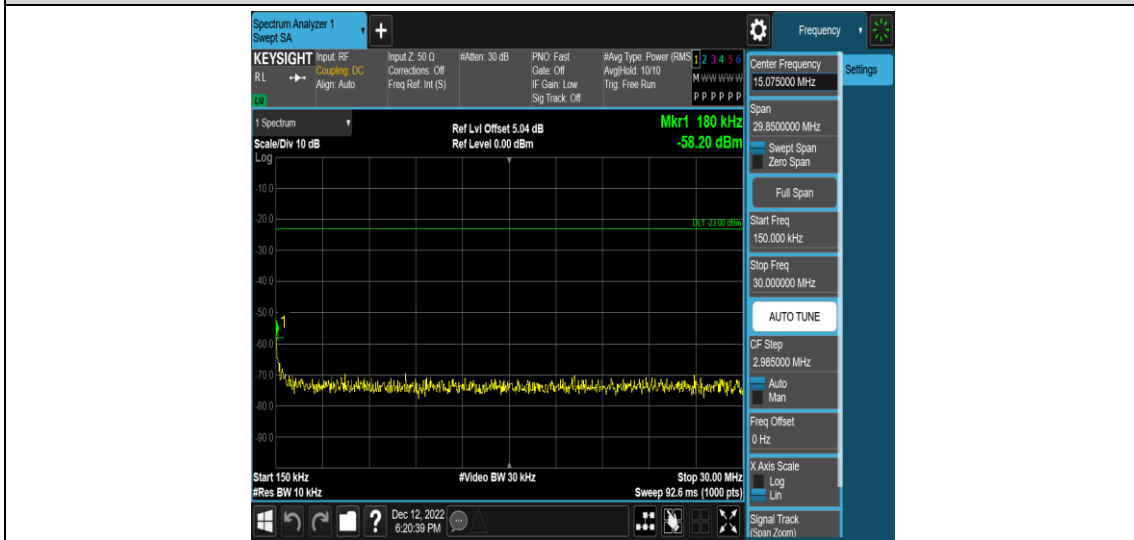 Spectrum Analyzer 1
Swept SA
+
Frequency
KEYSIGHT
RL
LXI
Input: RF
Coupling: DC
Align: Auto
Input Z: 50 Ω
Corrections: Off
Freq Ref: Int (S)
#Atten: 30 dB
PNO: Fast
Gate: Off
IF Gain: Low
Sig Track: Off
#Avg Type: Power (RMS
Avg|Hold: 10/10
Trig: Free Run
1 2 3 4 5 6
M W W W W W
P P P P P P
Center Frequency
15.075000 MHz
Settings
1 Spectrum
Scale/Div 10 dB
Log
Ref Lvl Offset 5.04 dB
Ref Level 0.00 dBm
Mkr1 180 kHz
-58.20 dBm
-10.0
-20.0
-30.0
-40.0
-50.0
-60.0
-70.0
-80.0
-90.0
DL1 -23.00 dBm
1
Start 150 kHz
#Res BW 10 kHz
#Video BW 30 kHz
Stop 30.00 MHz
Sweep 92.6 ms (1000 pts)
Span
29.8500000 MHz
Swept Span
Zero Span
Full Span
Start Freq
150.000 kHz
Stop Freq
30.000000 MHz
AUTO TUNE
CF Step
2.985000 MHz
Auto
Man
Freq Offset
0 Hz
X Axis Scale
Log
Lin
Signal Track
(Span Zoom)
?
Dec 12, 2022
6:20:39 PM